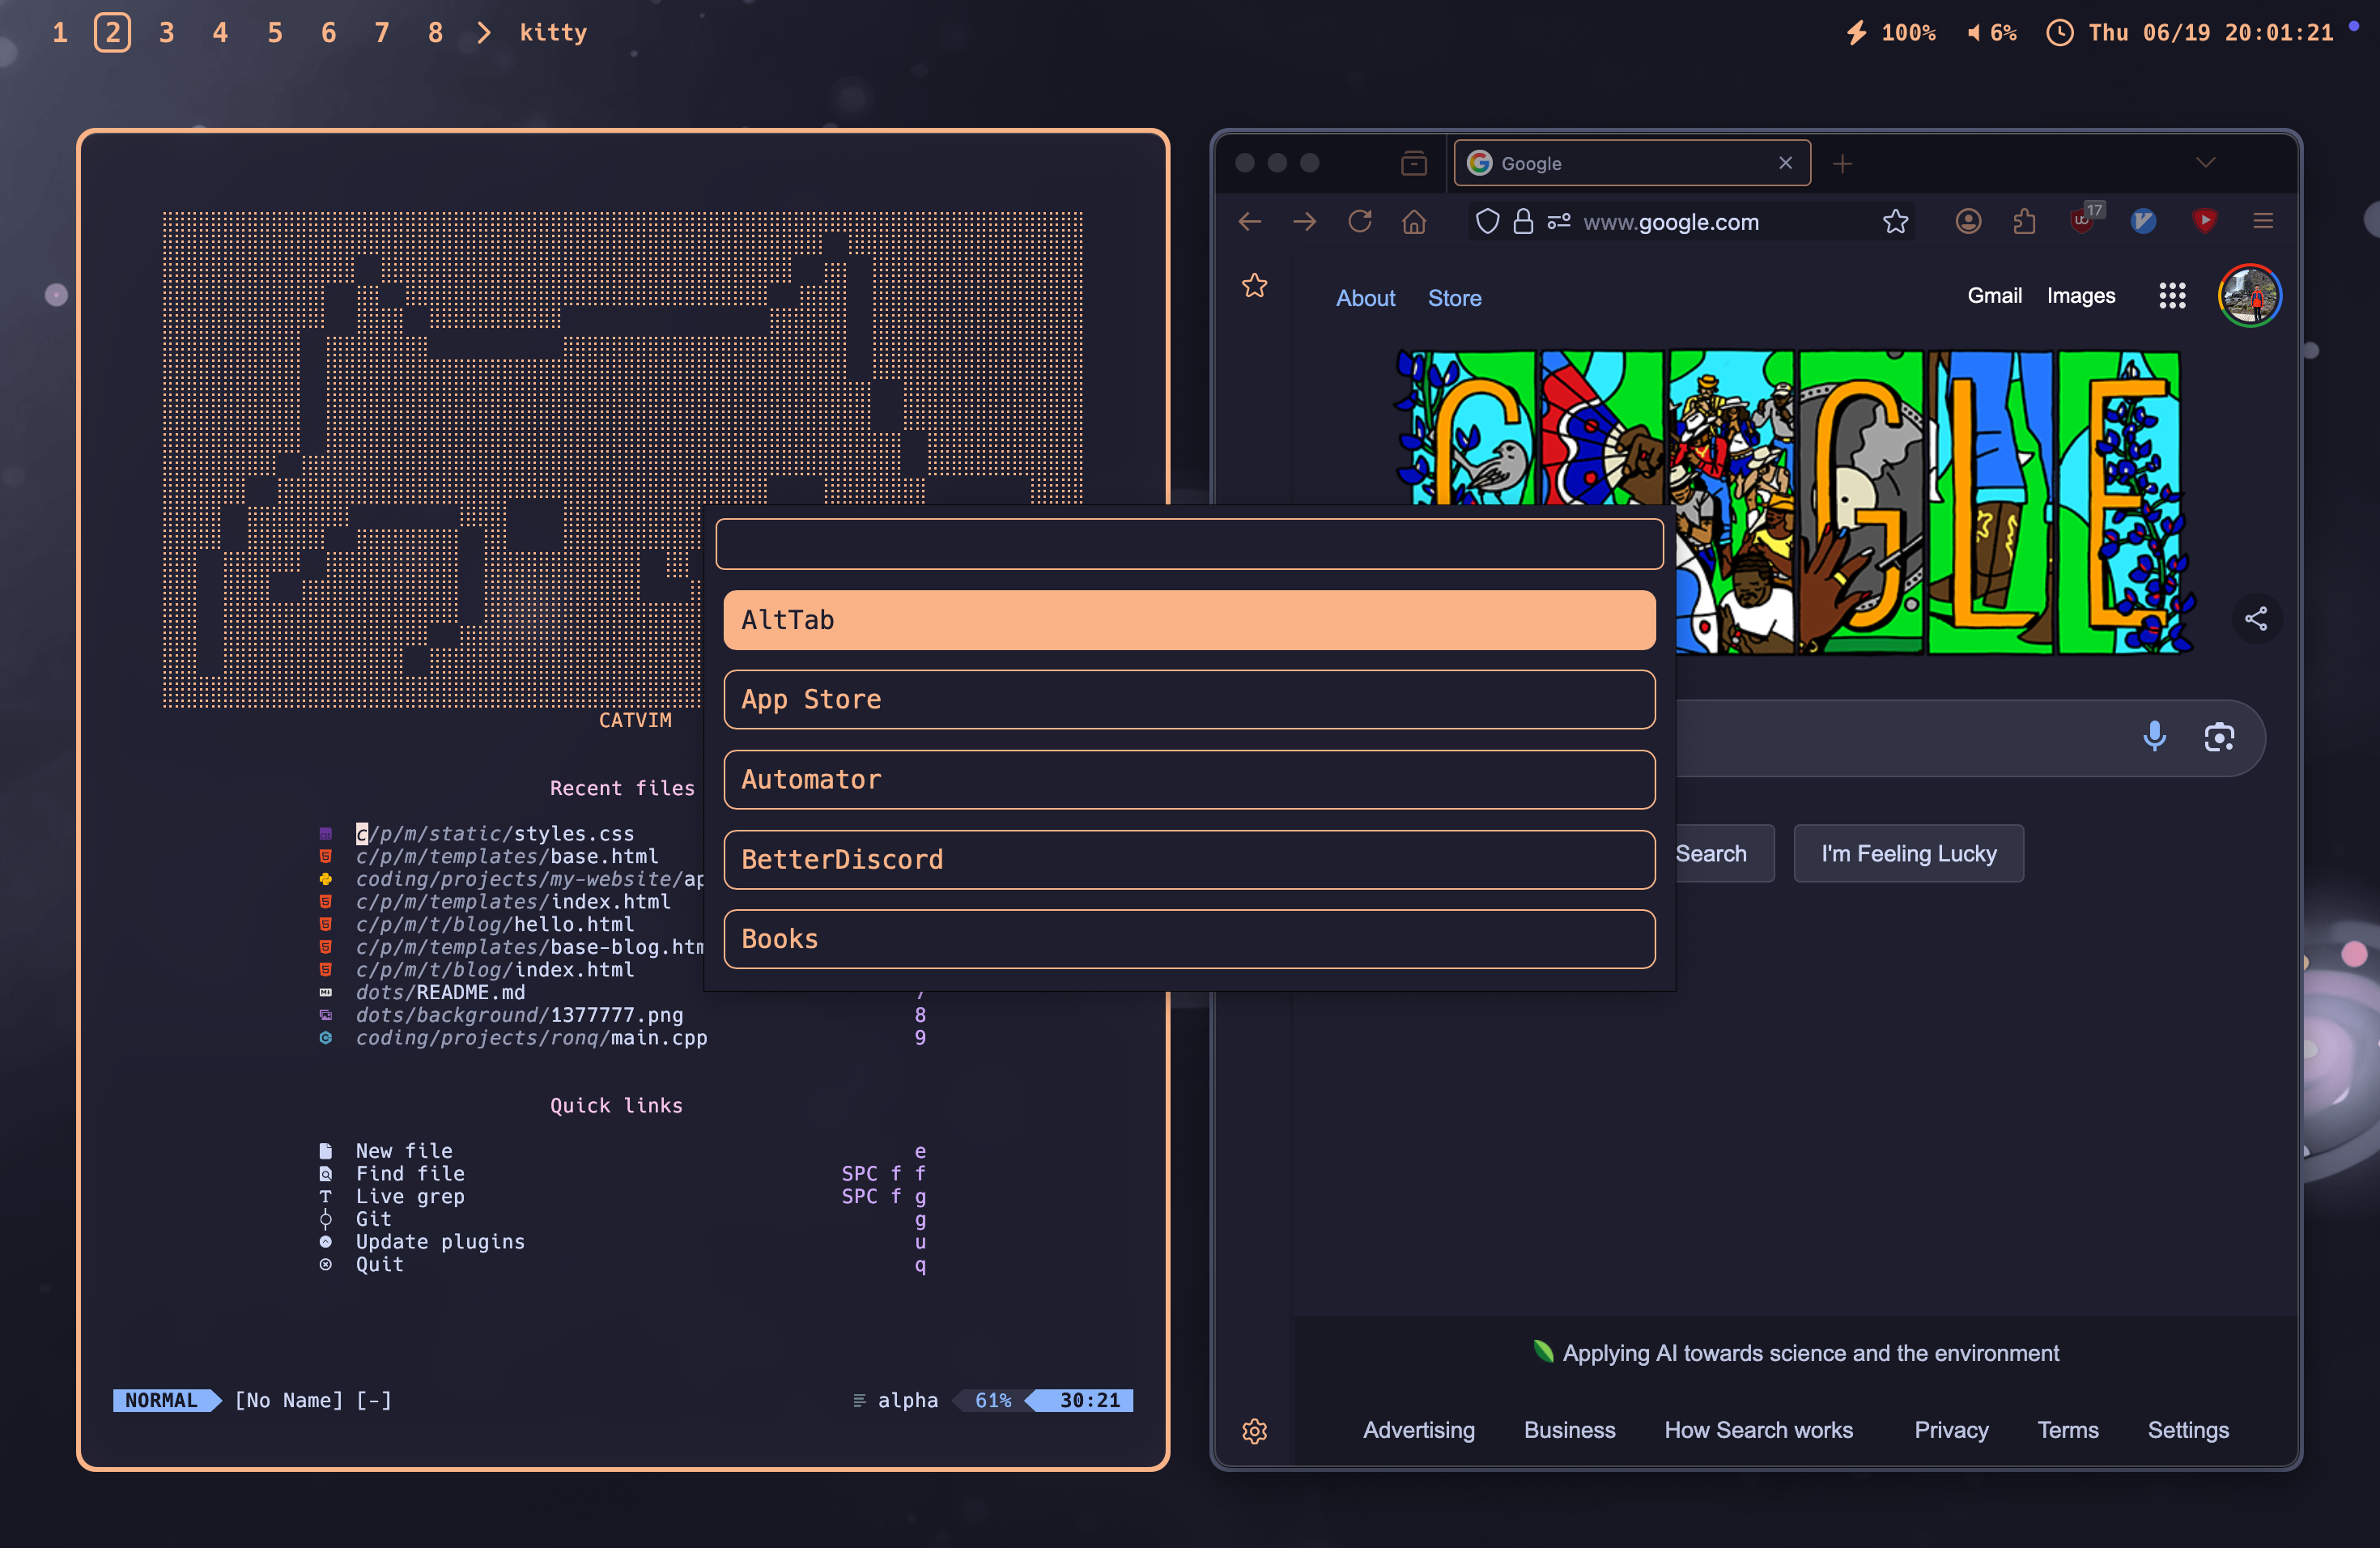 1 2 3 4 5 6 7 8 > kitty
100% 6% Thu 06/19 20:01:21
CATVIM
Recent files
c/p/m/static/styles.css
c/p/m/templates/base.html
coding/projects/my-website/ap
c/p/m/templates/index.html
c/p/m/t/blog/hello.html
c/p/m/templates/base-blog.htm
c/p/m/t/blog/index.html
dots/README.md 7
dots/background/1377777.png 8
coding/projects/ronq/main.cpp 9
Quick links
New file e
Find file SPC f f
Live grep SPC f g
Git g
Update plugins u
Quit q
NORMAL [No Name] [-] alpha 61% 30:21
AltTab
App Store
Automator
BetterDiscord
Books
Google
www.google.com 17
About Store Gmail Images
G GLE
Search I'm Feeling Lucky
Applying AI towards science and the environment
Advertising Business How Search works Privacy Terms Settings